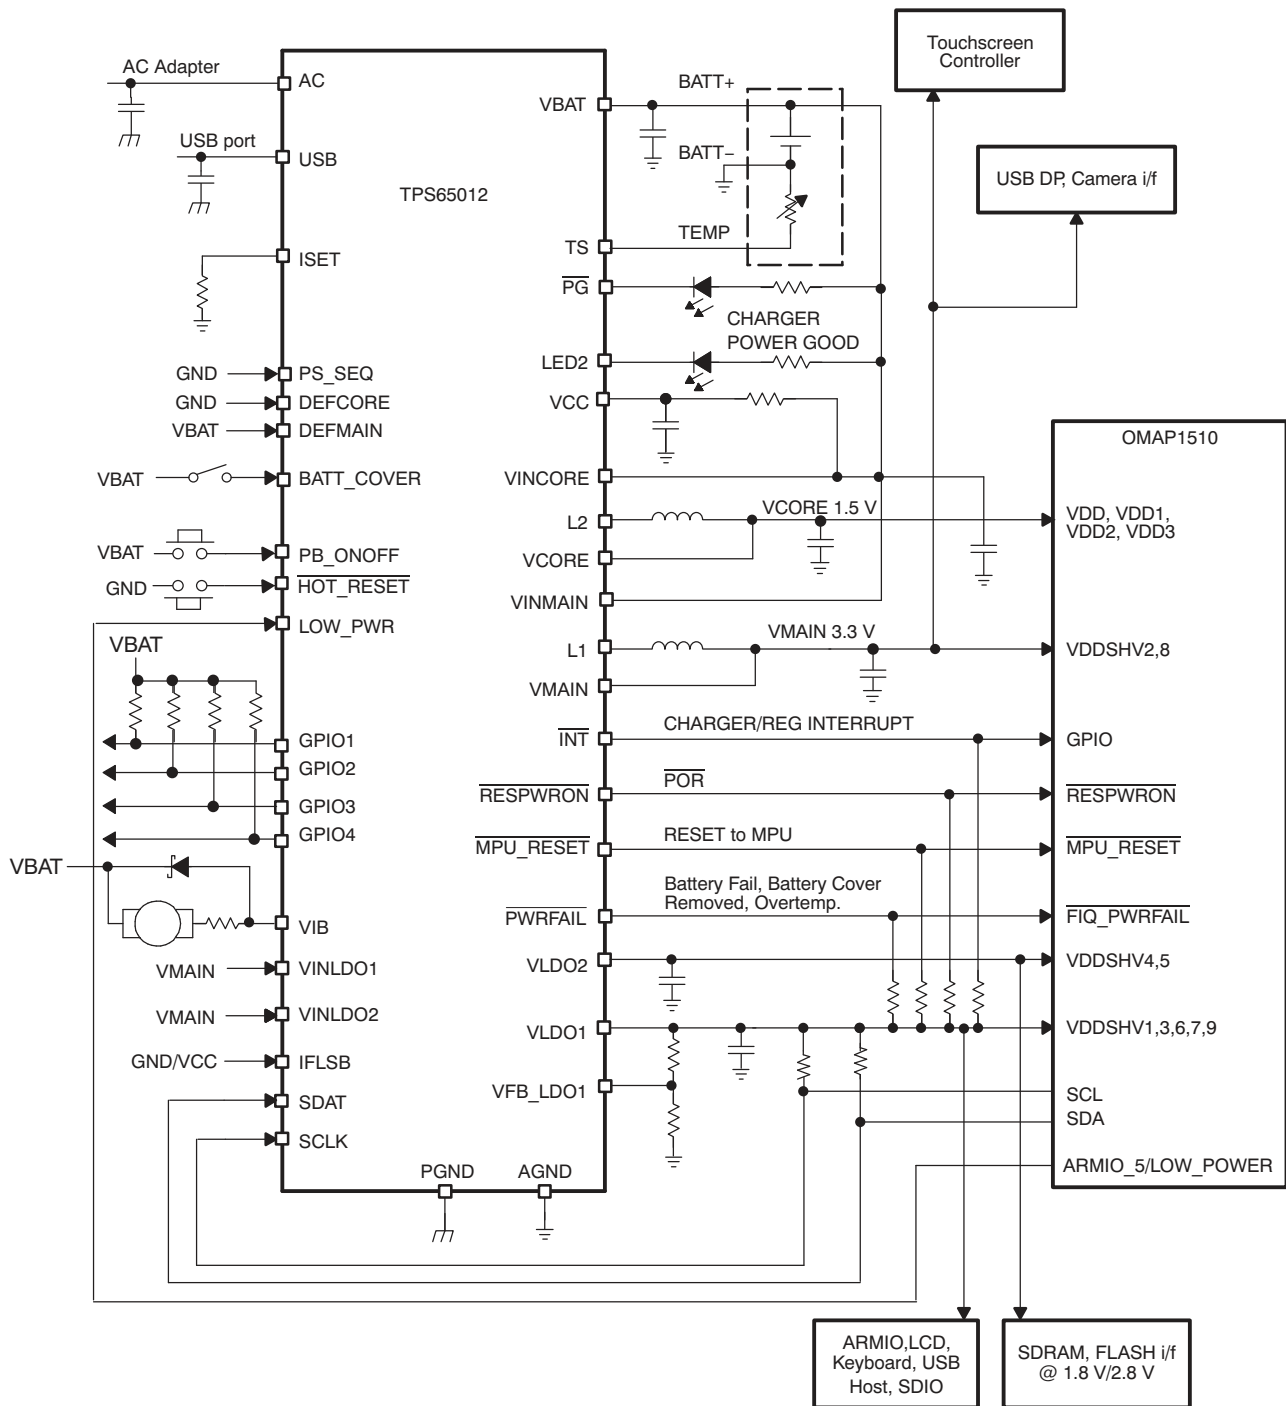 Touchscreen
Controller
USB DP, Camera i/f
AC Adapter
USB port
AC
USB
ISET
TPS65012
VBAT
BATT+
BATT−
TS
TEMP
PG
CHARGER
POWER GOOD
LED2
VCC
GND
PS_SEQ
GND
DEFCORE
VBAT
DEFMAIN
VBAT
BATT_COVER
VBAT
PB_ONOFF
GND
HOT_RESET
LOW_PWR
VINCORE
L2
VCORE 1.5 V
VCORE
VINMAIN
L1
VMAIN 3.3 V
VMAIN
OMAP1510
VDD, VDD1,
VDD2, VDD3
VDDSHV2,8
VBAT
GPIO1
GPIO2
GPIO3
GPIO4
INT
CHARGER/REG INTERRUPT
GPIO
RESPWRON
POR
RESPWRON
MPU_RESET
RESET to MPU
MPU_RESET
Battery Fail, Battery Cover
Removed, Overtemp.
PWRFAIL
FIQ_PWRFAIL
VBAT
VIB
VMAIN
VINLDO1
VMAIN
VINLDO2
GND/VCC
IFLSB
SDAT
SCLK
VLDO2
VDDSHV4,5
VLDO1
VDDSHV1,3,6,7,9
VFB_LDO1
SCL
SDA
ARMIO_5/LOW_POWER
PGND
AGND
ARMIO,LCD,
Keyboard, USB
Host, SDIO
SDRAM, FLASH i/f
@ 1.8 V/2.8 V